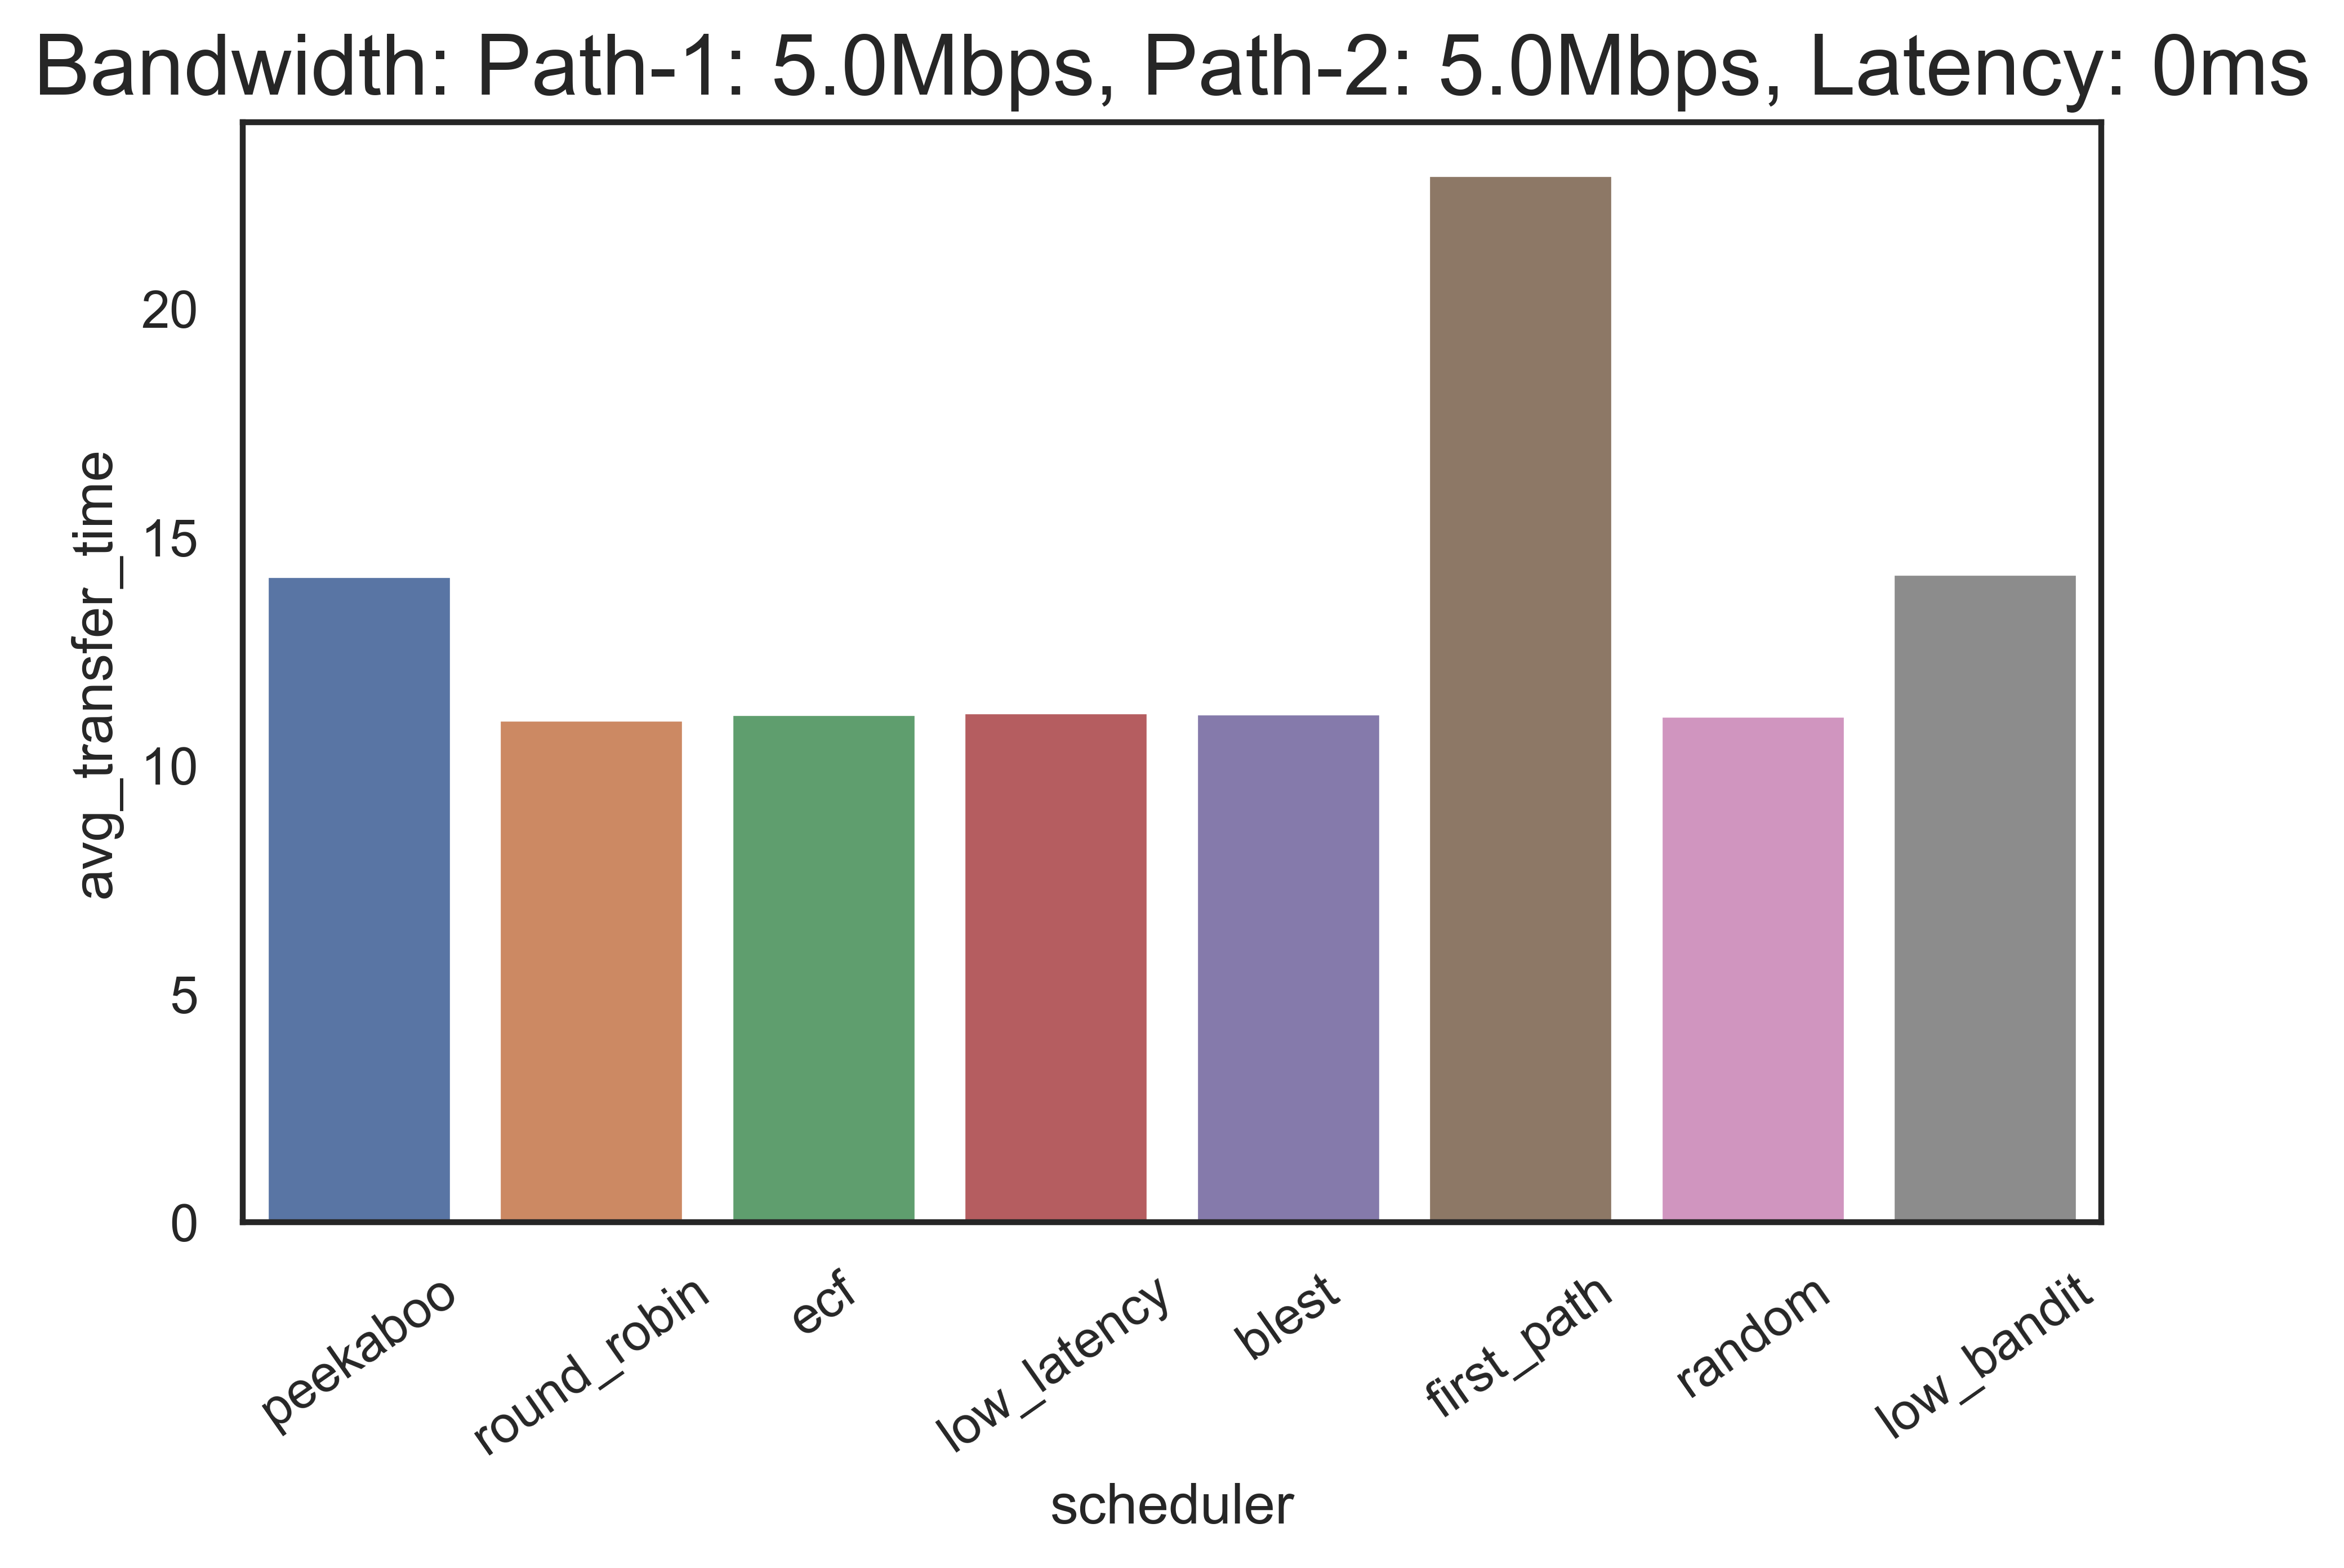 Bandwidth: Path-1: 5.0Mbps, Path-2: 5.0Mbps, Latency: 0ms
avg_transfer_time
20
15
10
5
0
peekaboo
round_robin
ecf
low_latency
blest
first_path
random
low_bandit
scheduler